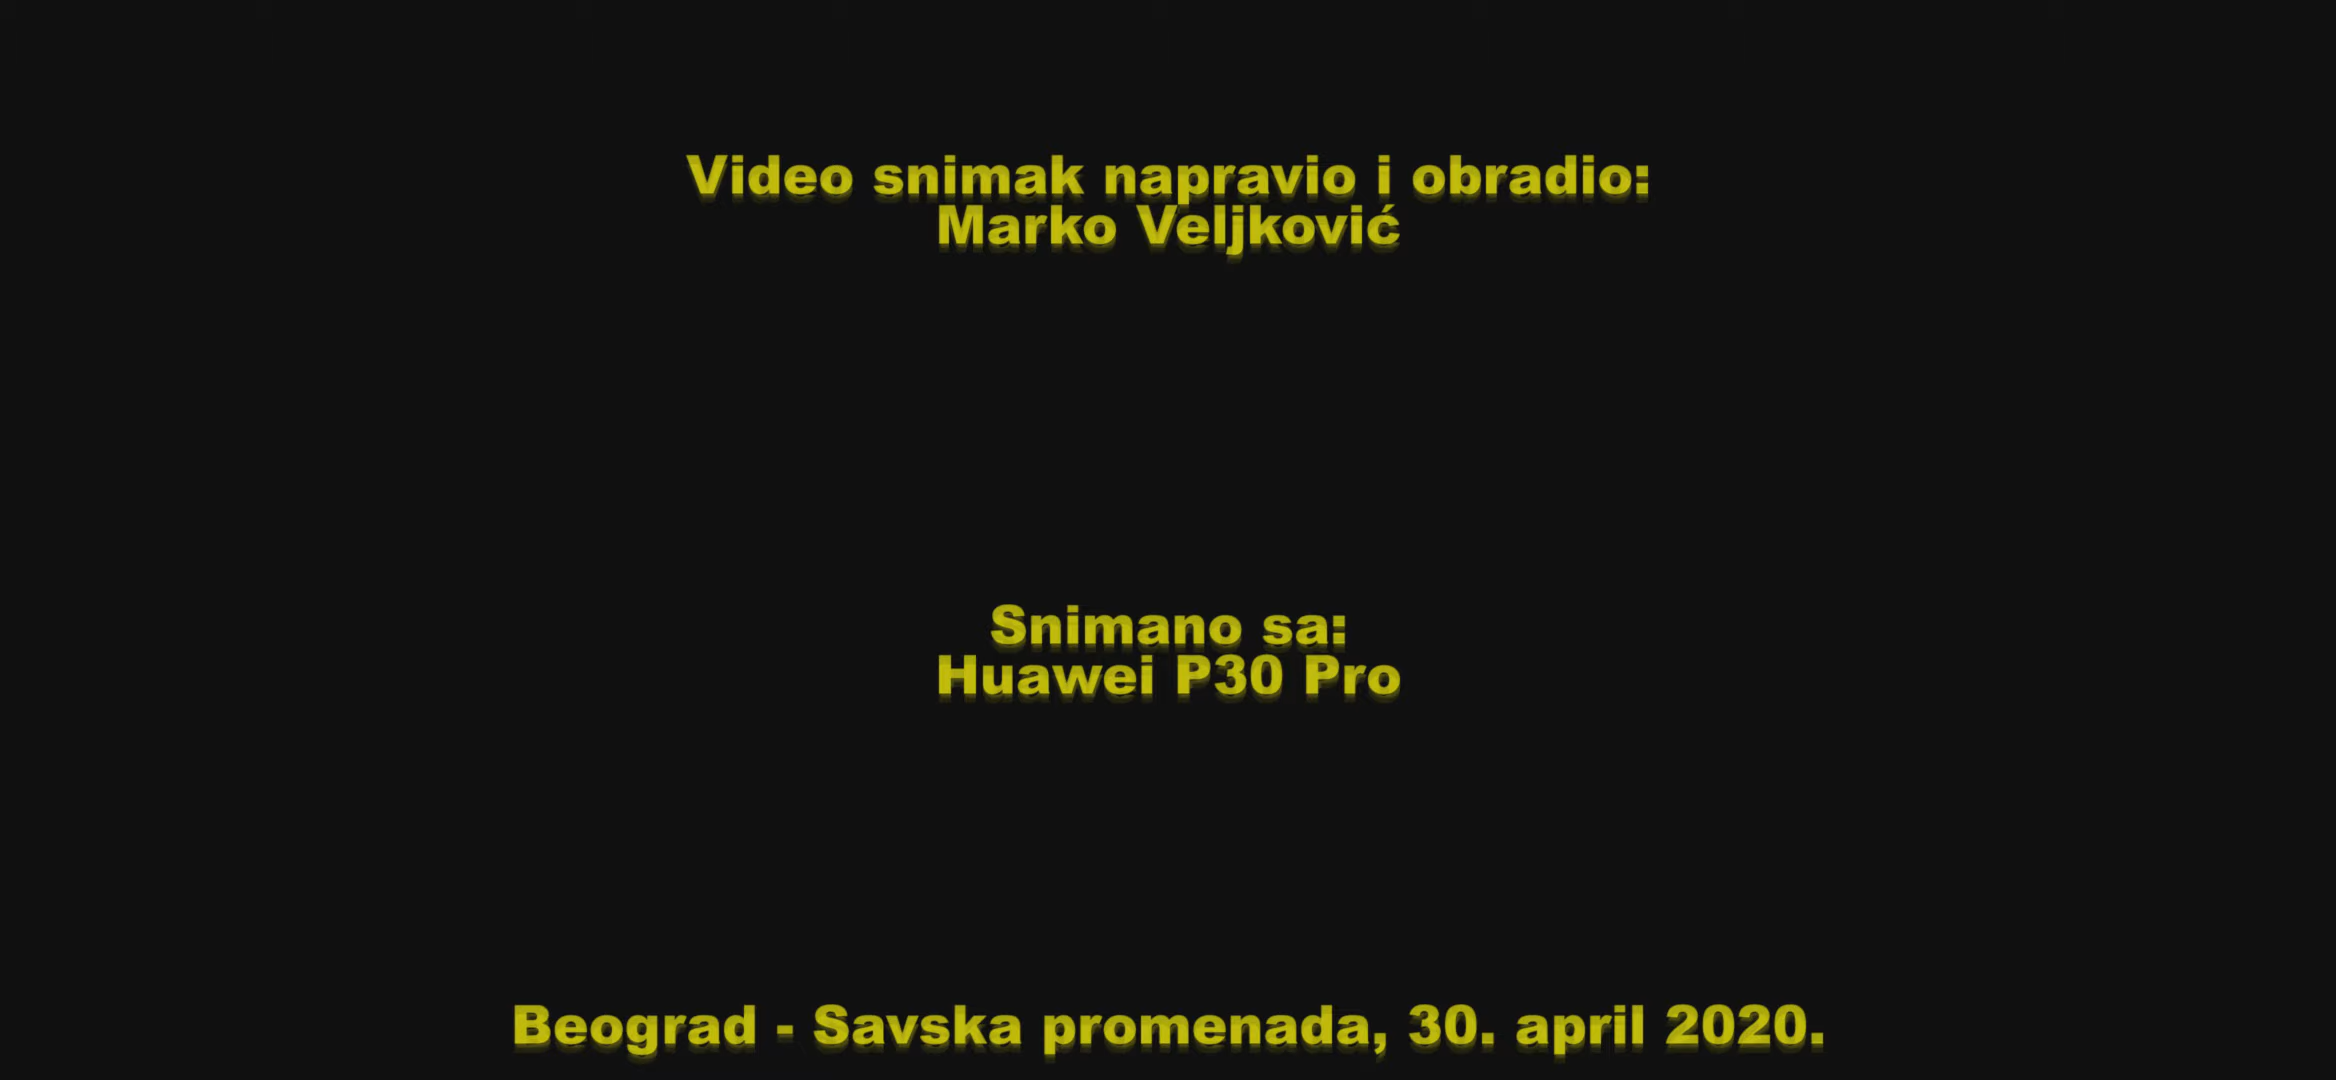 Video snimak napravio i obradio:
Marko Veljković
Snimano sa:
Huawei P30 Pro
Beograd - Savska promenada, 30. april 2020.